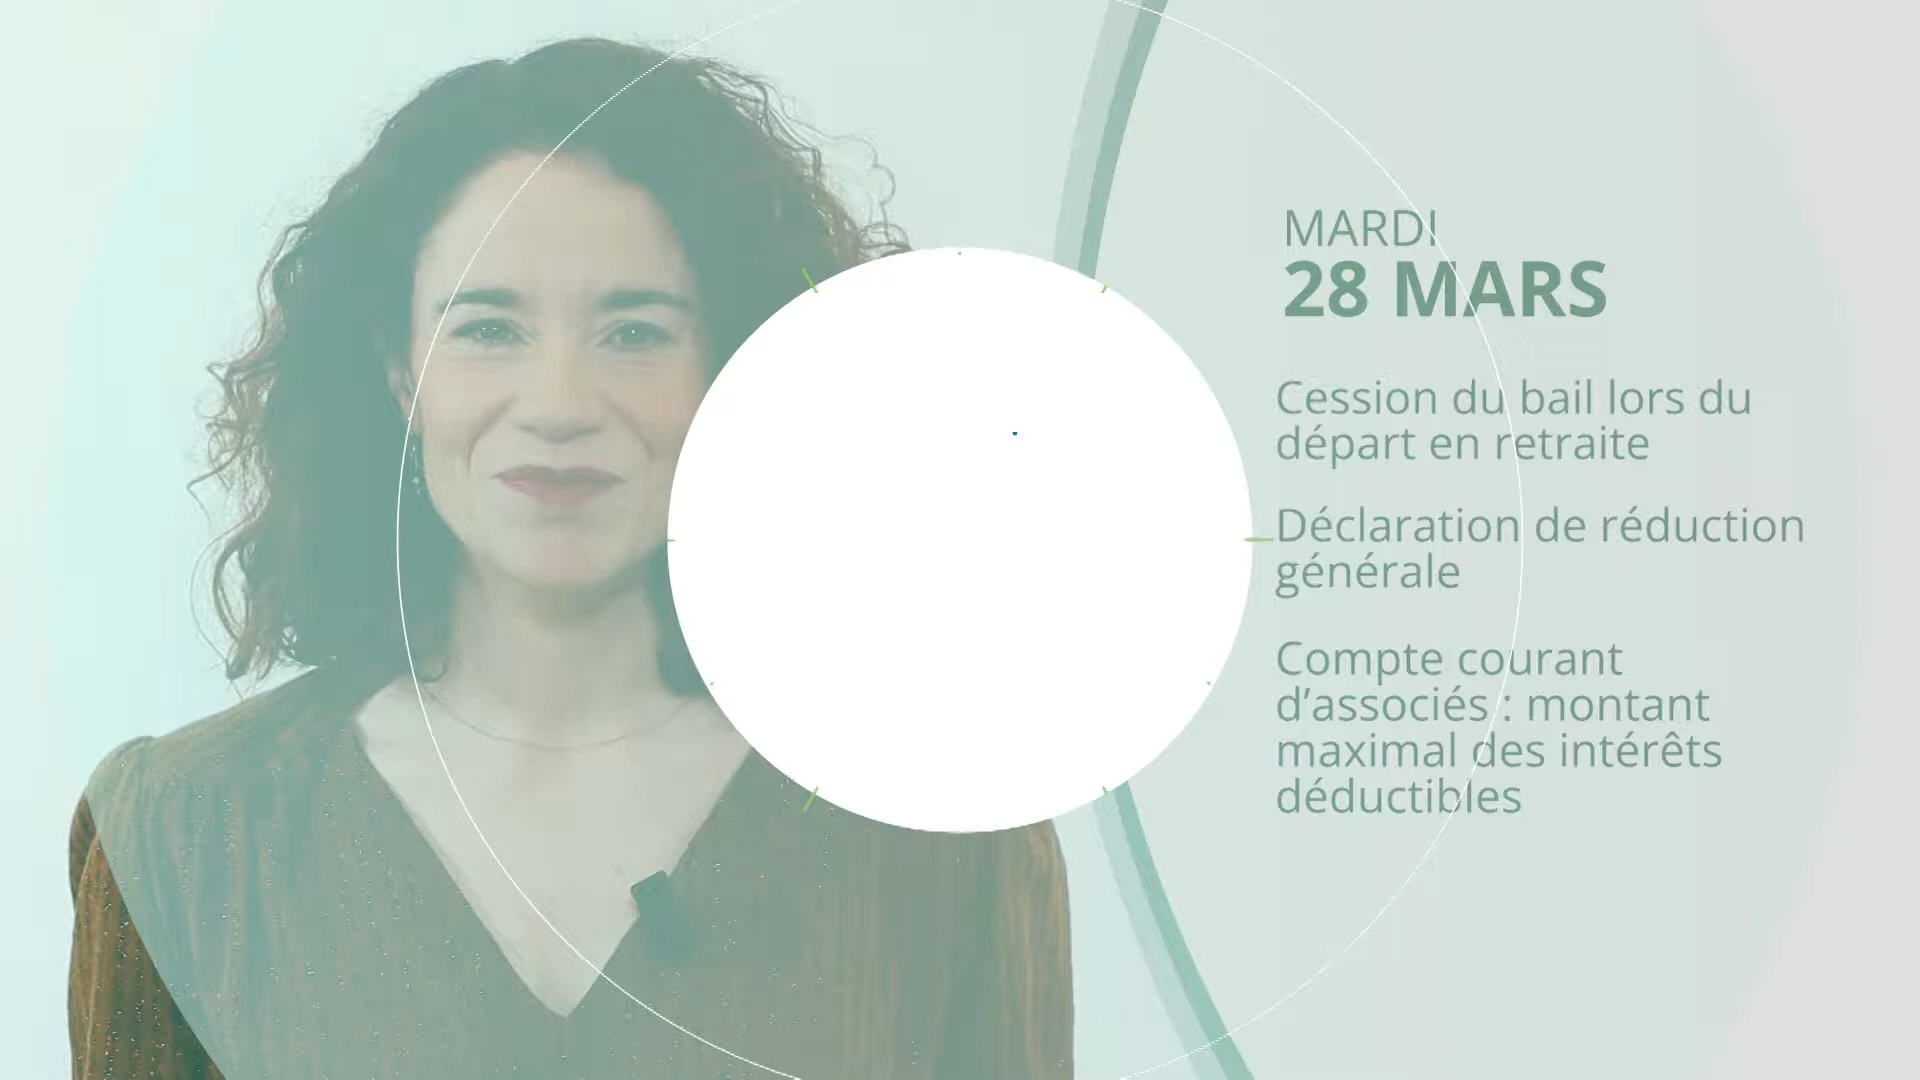 MARDI
28 MARS
Cession du bail lors du
départ en retraite
Déclaration de réduction
générale
Compte courant
d’associés : montant
maximal des intérêts
déductibles